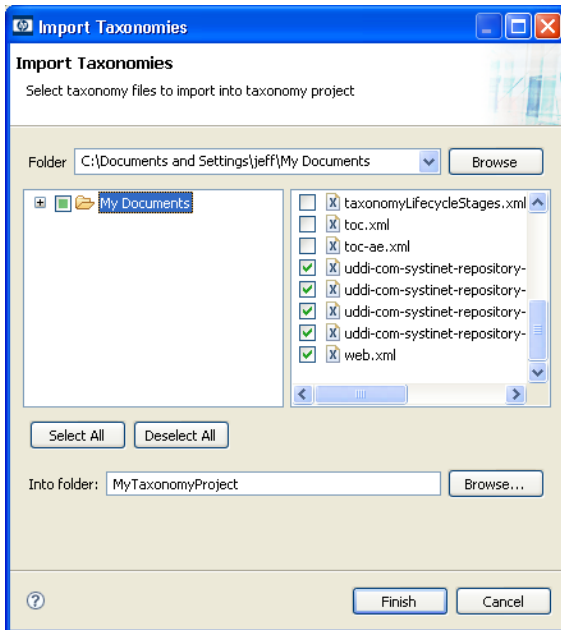 Import Taxonomies
Import Taxonomies
Select taxonomy files to import into taxonomy project
Folder C:\Documents and Settings\jeff\My Documents Browse
My Documents
taxonomyLifecycleStages.xml
toc.xml
toc-ae.xml
uddi-com-systinet-repository-
uddi-com-systinet-repository-
uddi-com-systinet-repository-
uddi-com-systinet-repository-
web.xml
Select All Deselect All
Into folder: MyTaxonomyProject Browse...
Finish Cancel